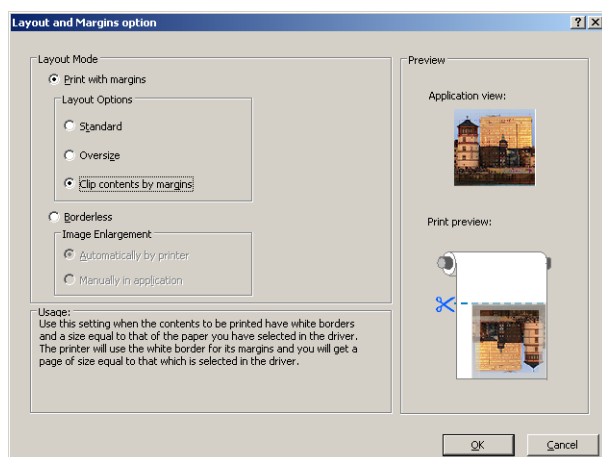 Layout and Margins option
Layout Mode
Print with margins
Layout Options
Standard
Oversize
Clip contents by margins
Borderless
Image Enlargement
Automatically by printer
Manually in application
Usage:
Use this setting when the contents to be printed have white borders
and a size equal to that of the paper you have selected in the driver.
The printer will use the white border for its margins and you will get a
page of size equal to that which is selected in the driver.
Preview
Application view:
Print preview:
OK
Cancel